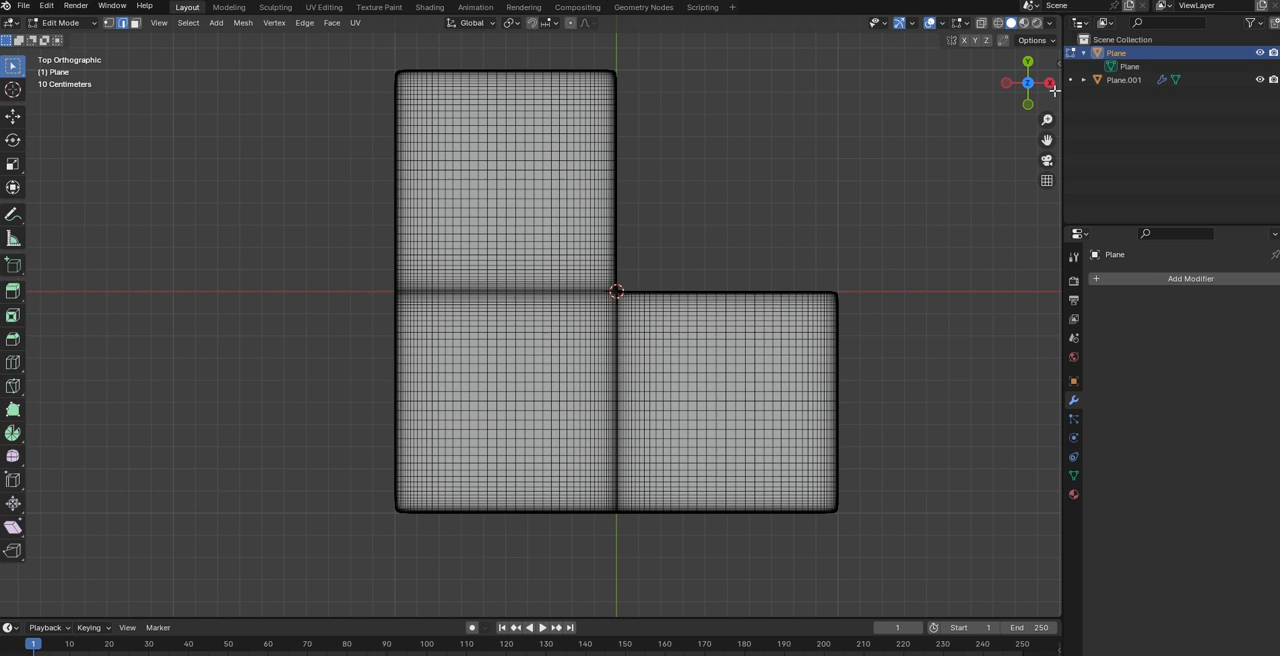 File Edit Render Window Help Layout Modeling Sculpting UV Editing Texture Paint Shading Animation Rendering Compositing Geometry Nodes Scripting + Scene ViewLayer
Edit Mode View Select Add Mesh Vertex Edge Face UV Global
X Y Z Options
Scene Collection
Plane
Plane
Plane.001
Top Orthographic
(1) Plane
10 Centimeters
Y
Z X
Plane
+ Add Modifier
Playback Keying View Marker 1 Start 1 End 250
1 10 20 30 40 50 60 70 80 90 100 110 120 130 140 150 160 170 180 190 200 210 220 230 240 250